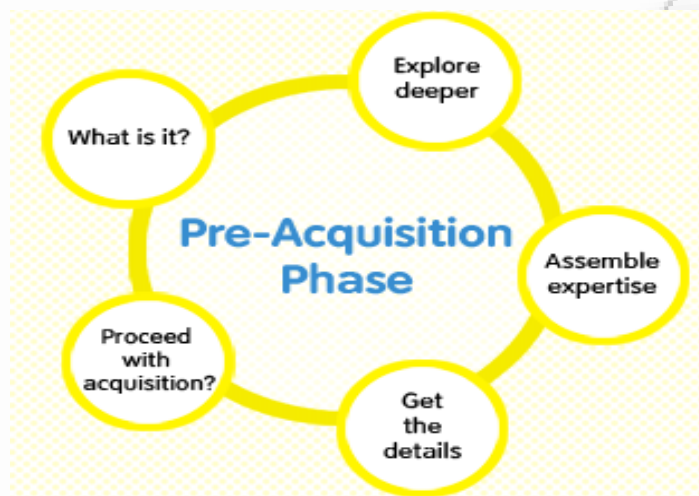 Explore
deeper
What is it?
Pre-Acquisition
Phase
Assemble
expertise
Proceed
with
acquisition?
Get
the
details